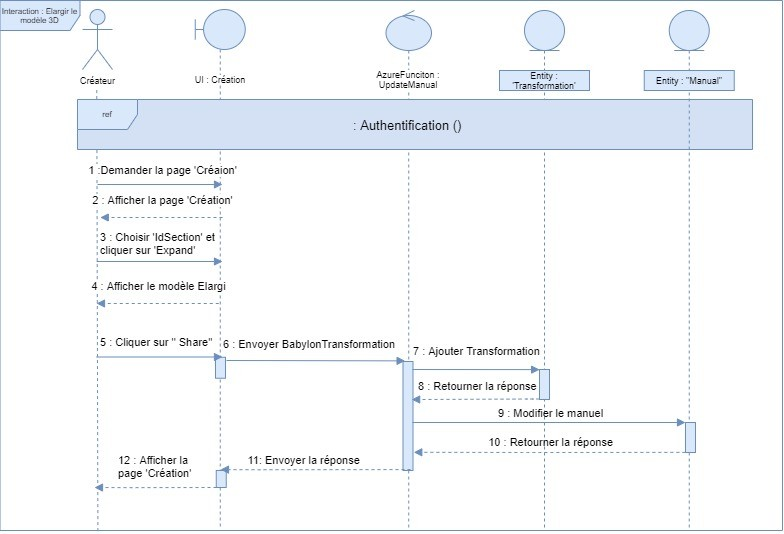 Interaction : Elargir le
modèle 3D
Créateur
UI : Création
AzureFunciton :
UpdateManual
Entity :
'Transformation'
Entity : "Manual"
ref
: Authentification ()
1 :Demander la page 'Créaion'
2 : Afficher la page 'Création'
3 : Choisir 'IdSection' et
cliquer sur 'Expand'
4 : Afficher le modèle Elargi
5 : Cliquer sur " Share"
6 : Envoyer BabylonTransformation
7 : Ajouter Transformation
8 : Retourner la réponse
9 : Modifier le manuel
10 : Retourner la réponse
11: Envoyer la réponse
12 : Afficher la
page 'Création'